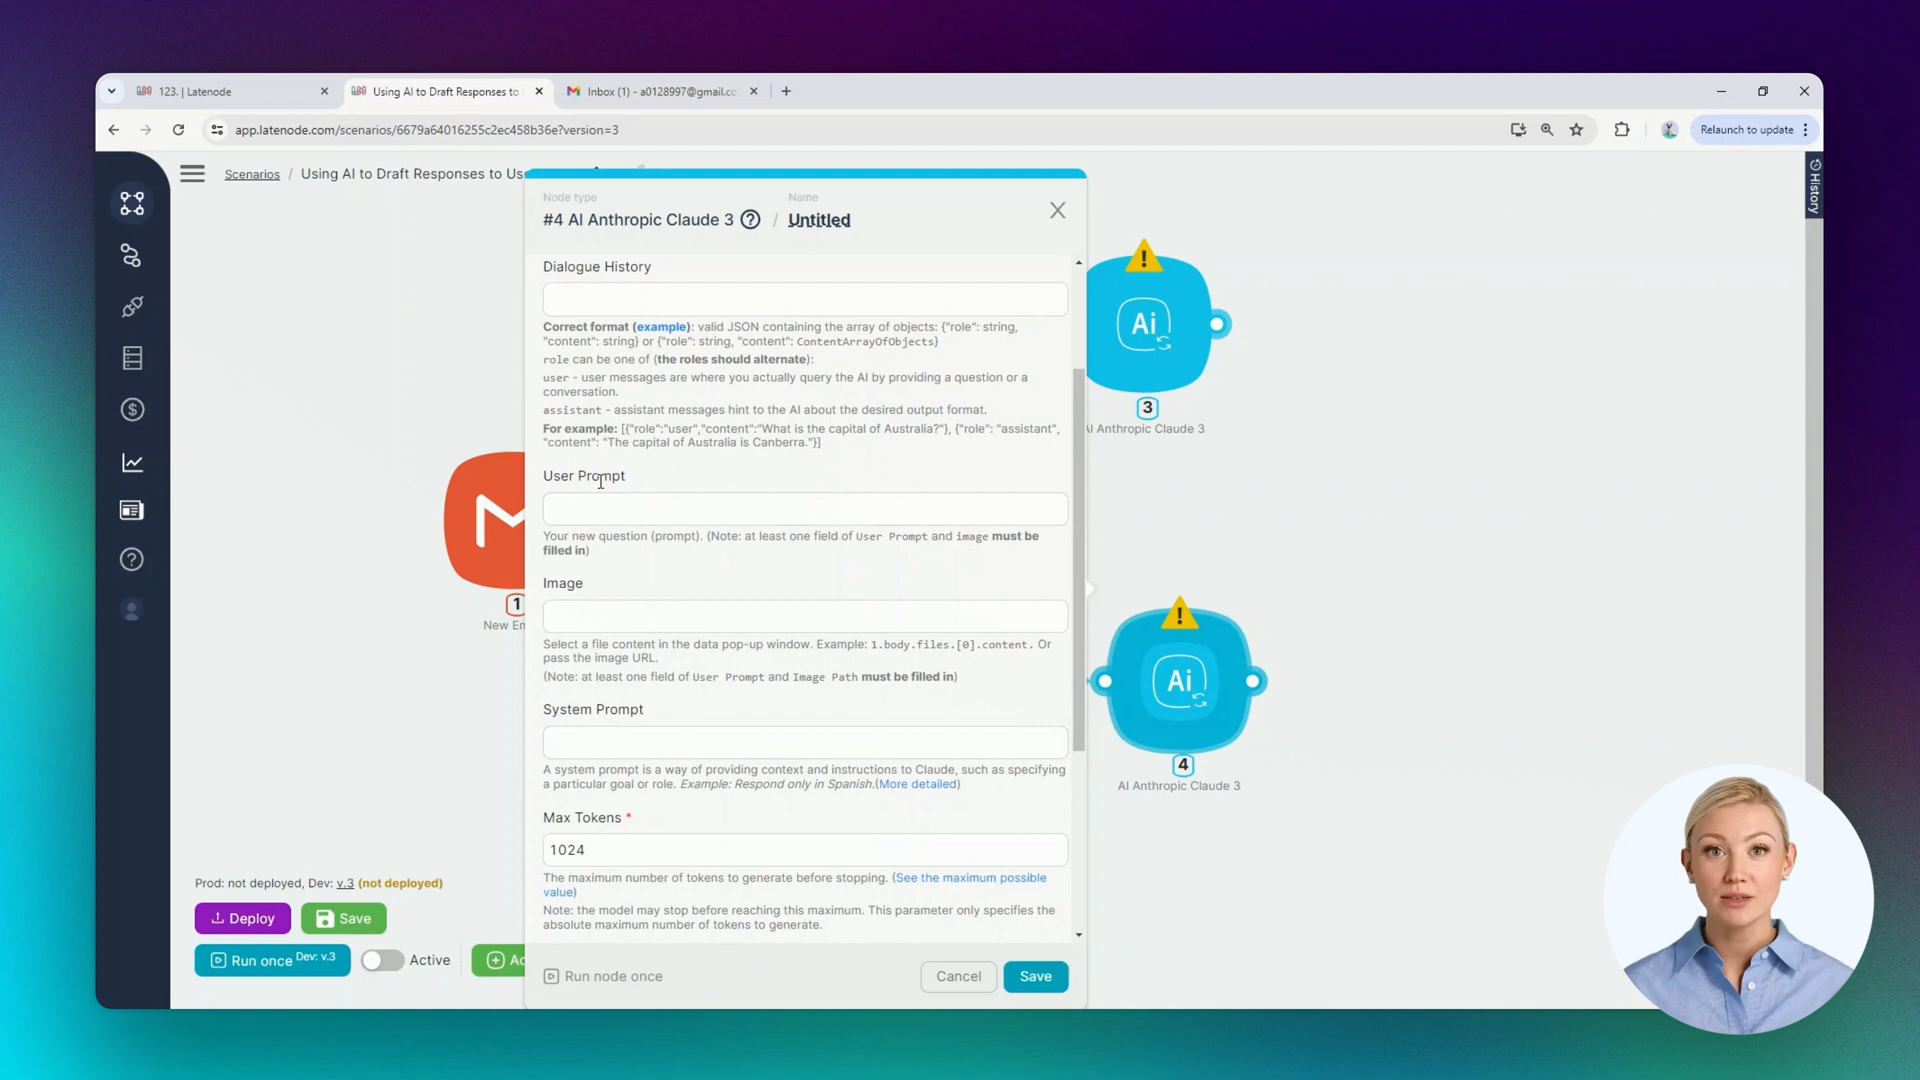 123. | Latenode
Using AI to Draft Responses to
Inbox (1) - a0128997@gmail.co
app.latenode.com/scenarios/6679a64016255c2ec458b36e?version=3
Relaunch to update
Scenarios / Using AI to Draft Responses to Us
History
Node type
Name
#4 AI Anthropic Claude 3 / Untitled
Dialogue History
Correct format (example): valid JSON containing the array of objects: {"role": string,
"content": string} or {"role": string, "content": ContentArrayOfObjects}
role can be one of (the roles should alternate):
user - user messages are where you actually query the AI by providing a question or a
conversation.
assistant - assistant messages hint to the AI about the desired output format.
For example: [{"role":"user","content":"What is the capital of Australia?"}, {"role": "assistant",
"content": "The capital of Australia is Canberra."}]
User Prompt
Your new question (prompt). (Note: at least one field of User Prompt and image must be
filled in)
Image
Select a file content in the data pop-up window. Example: 1.body.files.[0].content. Or
pass the image URL.
(Note: at least one field of User Prompt and Image Path must be filled in)
System Prompt
A system prompt is a way of providing context and instructions to Claude, such as specifying
a particular goal or role. Example: Respond only in Spanish.(More detailed)
Max Tokens *
1024
The maximum number of tokens to generate before stopping. (See the maximum possible
value)
Note: the model may stop before reaching this maximum. This parameter only specifies the
absolute maximum number of tokens to generate.
Run node once
Cancel
Save
1
New En
Ai
3
AI Anthropic Claude 3
Ai
4
AI Anthropic Claude 3
Prod: not deployed, Dev: v.3 (not deployed)
Deploy
Save
Run once Dev: v.3
Active
Ad